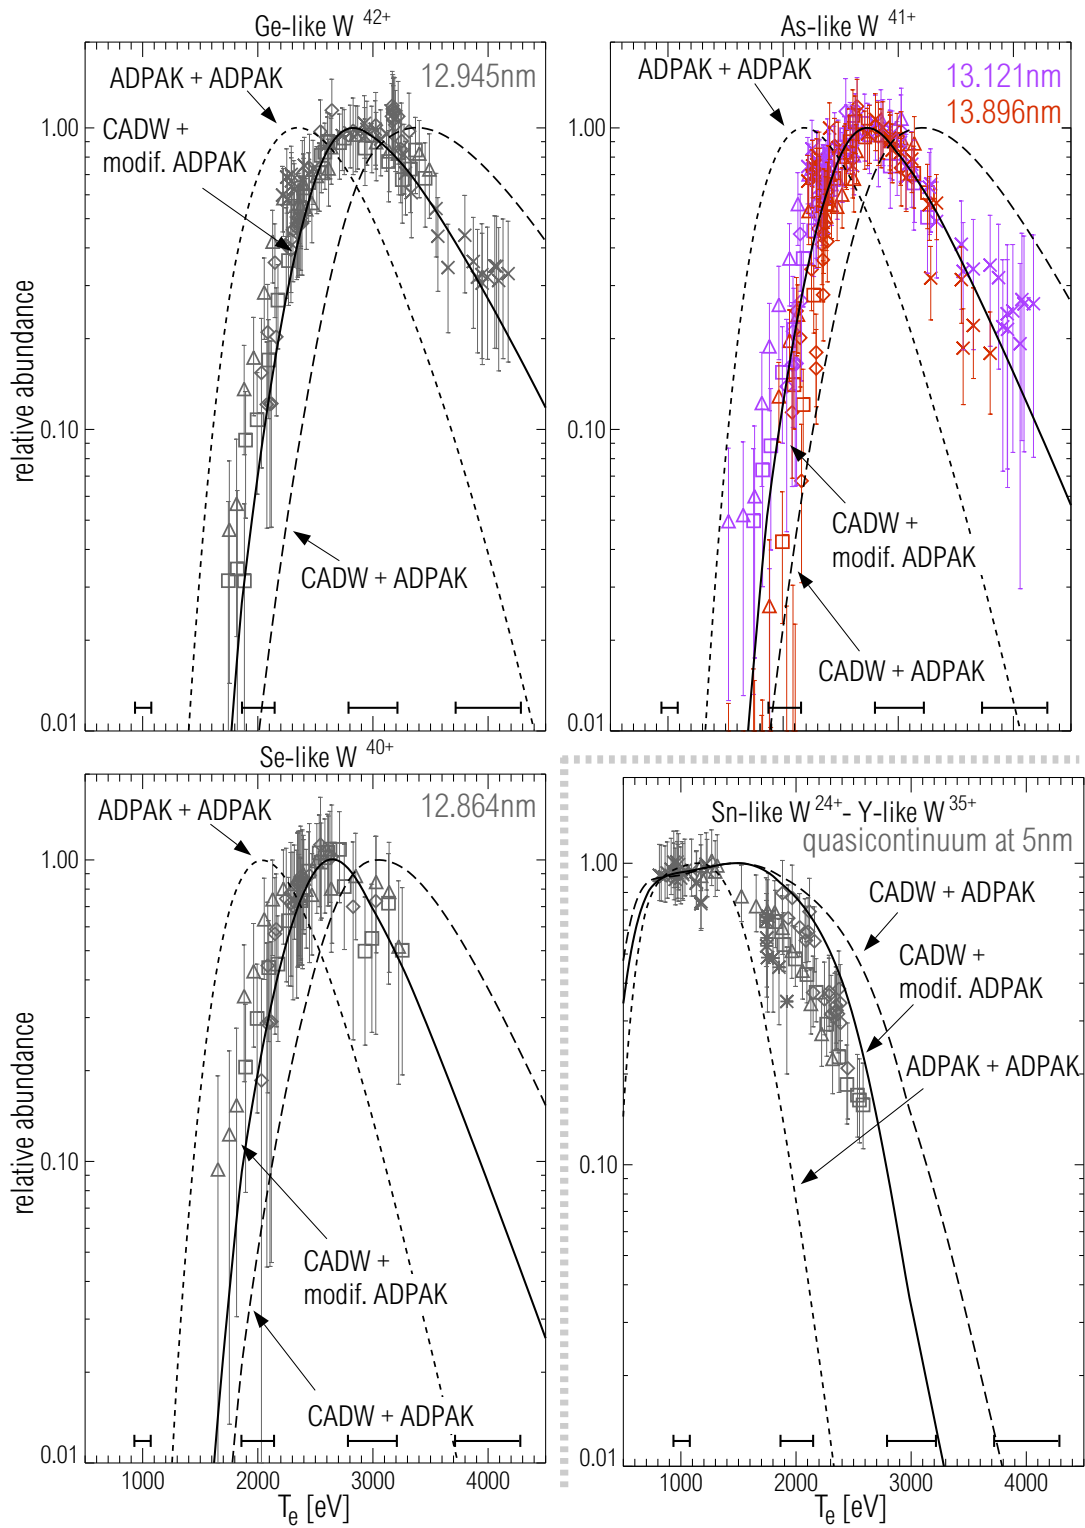 Ge-like W 42+
ADPAK + ADPAK
12.945nm
CADW +
modif. ADPAK
CADW + ADPAK
1.00
0.10
0.01
relative abundance
As-like W 41+
ADPAK + ADPAK
13.121nm
13.896nm
CADW +
modif. ADPAK
CADW + ADPAK
1.00
0.10
0.01
Se-like W 40+
ADPAK + ADPAK
12.864nm
CADW +
modif. ADPAK
CADW + ADPAK
1.00
0.10
0.01
relative abundance
1000 2000 3000 4000
Te [eV]
Sn-like W 24+ - Y-like W 35+
quasicontinuum at 5nm
CADW + ADPAK
CADW +
modif. ADPAK
ADPAK + ADPAK
1.00
0.10
0.01
1000 2000 3000 4000
Te [eV]